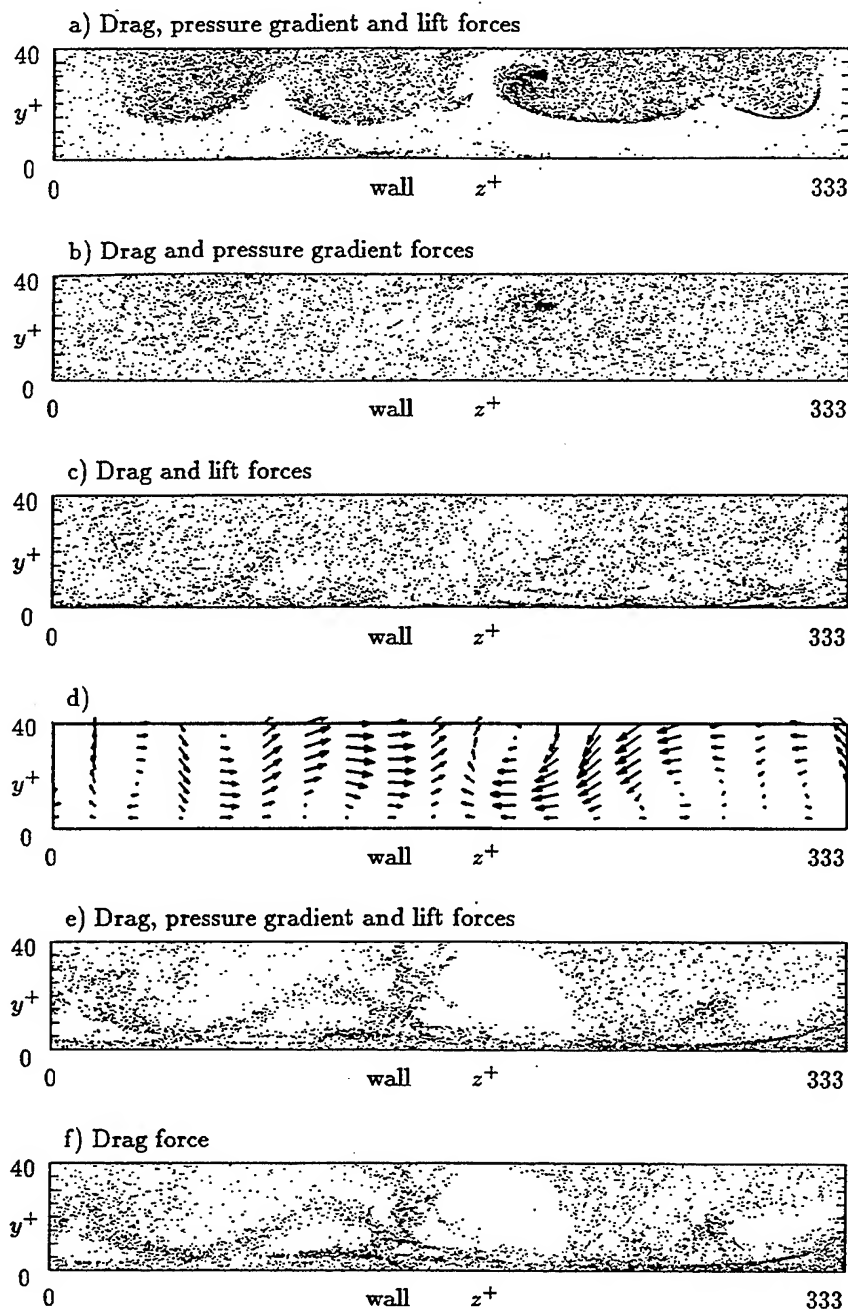 a) Drag, pressure gradient and lift forces
40
y+
0
0 wall z+ 333
b) Drag and pressure gradient forces
40
y+
0
0 wall z+ 333
c) Drag and lift forces
40
y+
0
0 wall z+ 333
d)
40
y+
0
0 wall z+ 333
e) Drag, pressure gradient and lift forces
40
y+
0
0 wall z+ 333
f) Drag force
40
y+
0
0 wall z+ 333